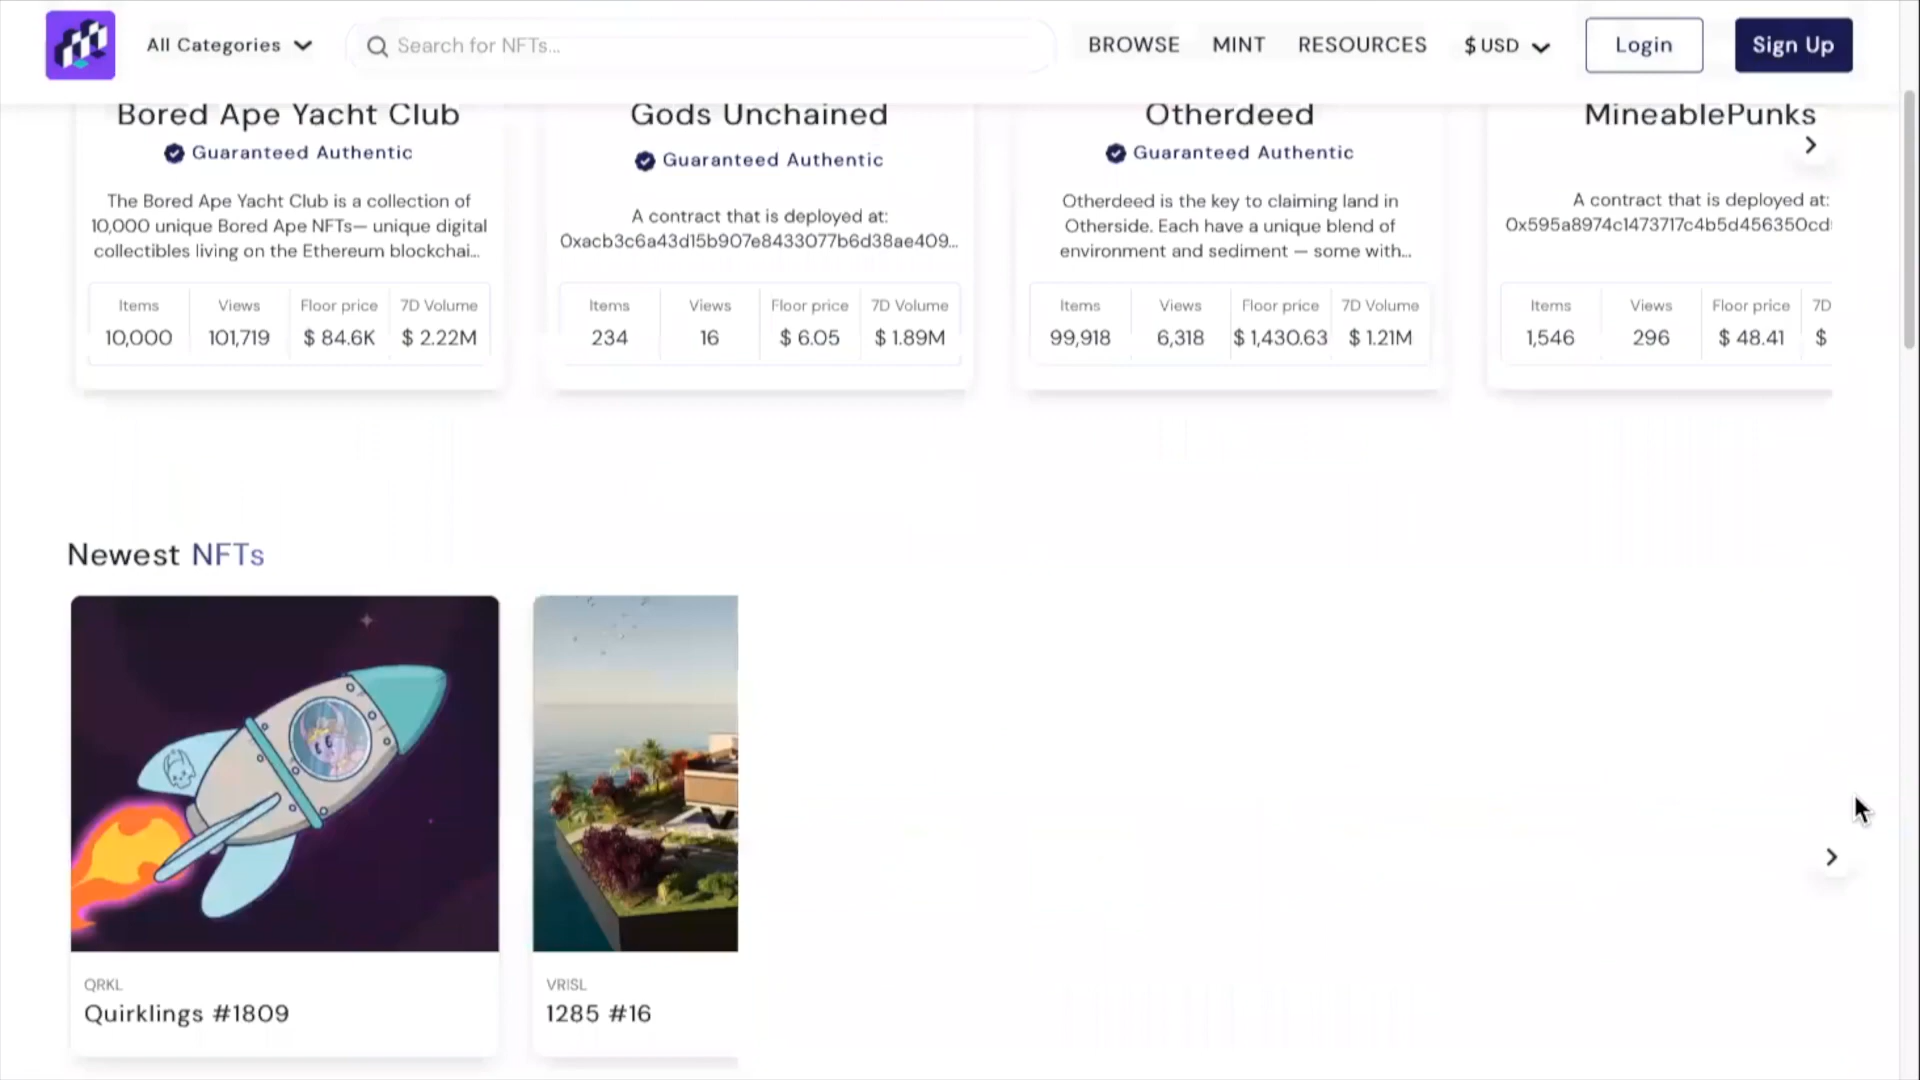 All Categories
Search for NFTs...
BROWSE
MINT
RESOURCES
$ USD
Login
Sign Up
Bored Ape Yacht Club
Guaranteed Authentic
The Bored Ape Yacht Club is a collection of
10,000 unique Bored Ape NFTs— unique digital
collectibles living on the Ethereum blockchai...
Items Views Floor price 7D Volume
10,000 101,719 $ 84.6K $ 2.22M
Gods Unchained
Guaranteed Authentic
A contract that is deployed at:
0xacb3c6a43d15b907e8433077b6d38ae409...
Items Views Floor price 7D Volume
234 16 $ 6.05 $ 1.89M
Otherdeed
Guaranteed Authentic
Otherdeed is the key to claiming land in
Otherside. Each have a unique blend of
environment and sediment — some with...
Items Views Floor price 7D Volume
99,918 6,318 $ 1,430.63 $ 1.21M
MineablePunks
A contract that is deployed at:
0x595a8974c1473717c4b5d456350cd
Items Views Floor price 7D
1,546 296 $ 48.41 $
Newest NFTs
QRKL
Quirklings #1809
VRISL
1285 #16